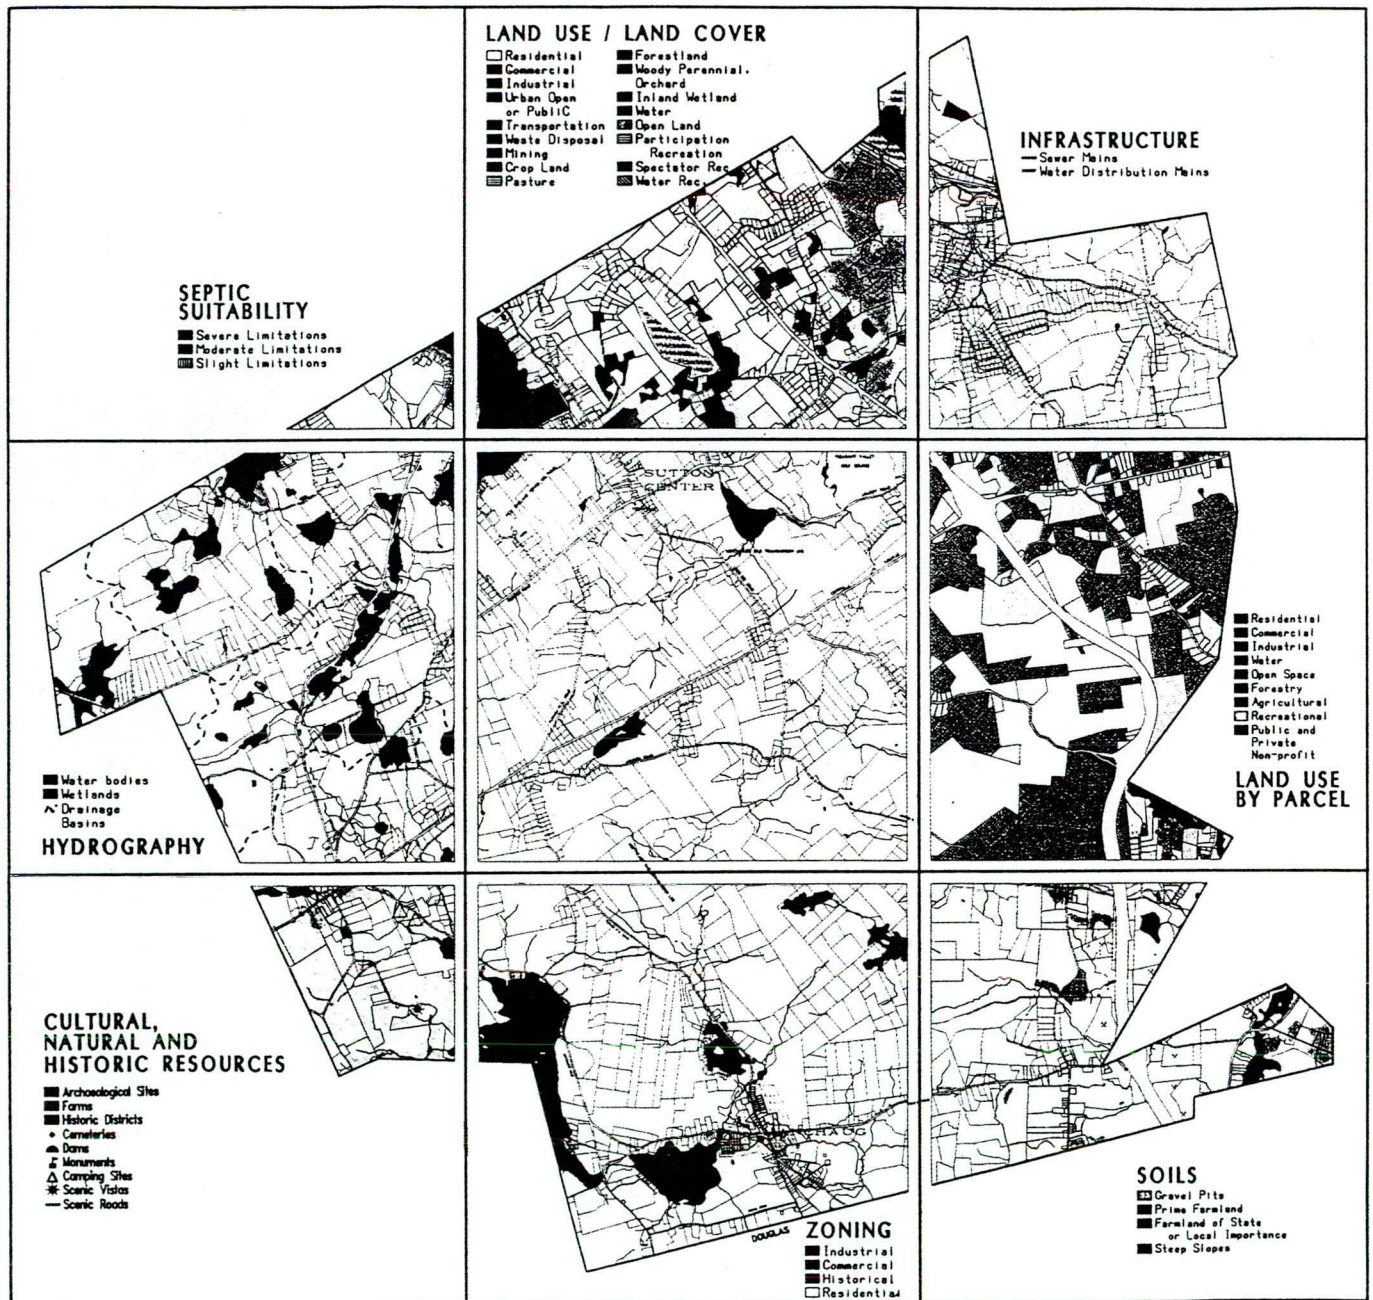 LAND USE / LAND COVER
Residential
Commercial
Industrial
Urban Open
or PubliC
Transportation
Waste Disposal
Mining
Crop Land
Pasture
Forestland
Woody Perennial,
Orchard
Inland Wetland
Water
Open Land
Participation
Recreation
Spectator Rec.
Water Rec.
INFRASTRUCTURE
Sewer Mains
Water Distribution Mains
SEPTIC
SUITABILITY
Severe Limitations
Moderate Limitations
Slight Limitations
SUTTON
CENTER
PLEASANT VALLEY
GOLF COURSE
Residential
Commercial
Industrial
Water
Open Space
Forestry
Agricultural
Recreational
Public and
Private
Non-profit
LAND USE
BY PARCEL
Water bodies
Wetlands
Drainage
Basins
HYDROGRAPHY
CULTURAL,
NATURAL AND
HISTORIC RESOURCES
Archaeological Sites
Farms
Historic Districts
Cemeteries
Dams
Monuments
Camping Sites
Scenic Vistas
Scenic Roads
DOUGLAS
ZONING
Industrial
Commercial
Historical
Residential
SOILS
Gravel Pits
Prime Farmland
Farmland of State
or Local Importance
Steep Slopes